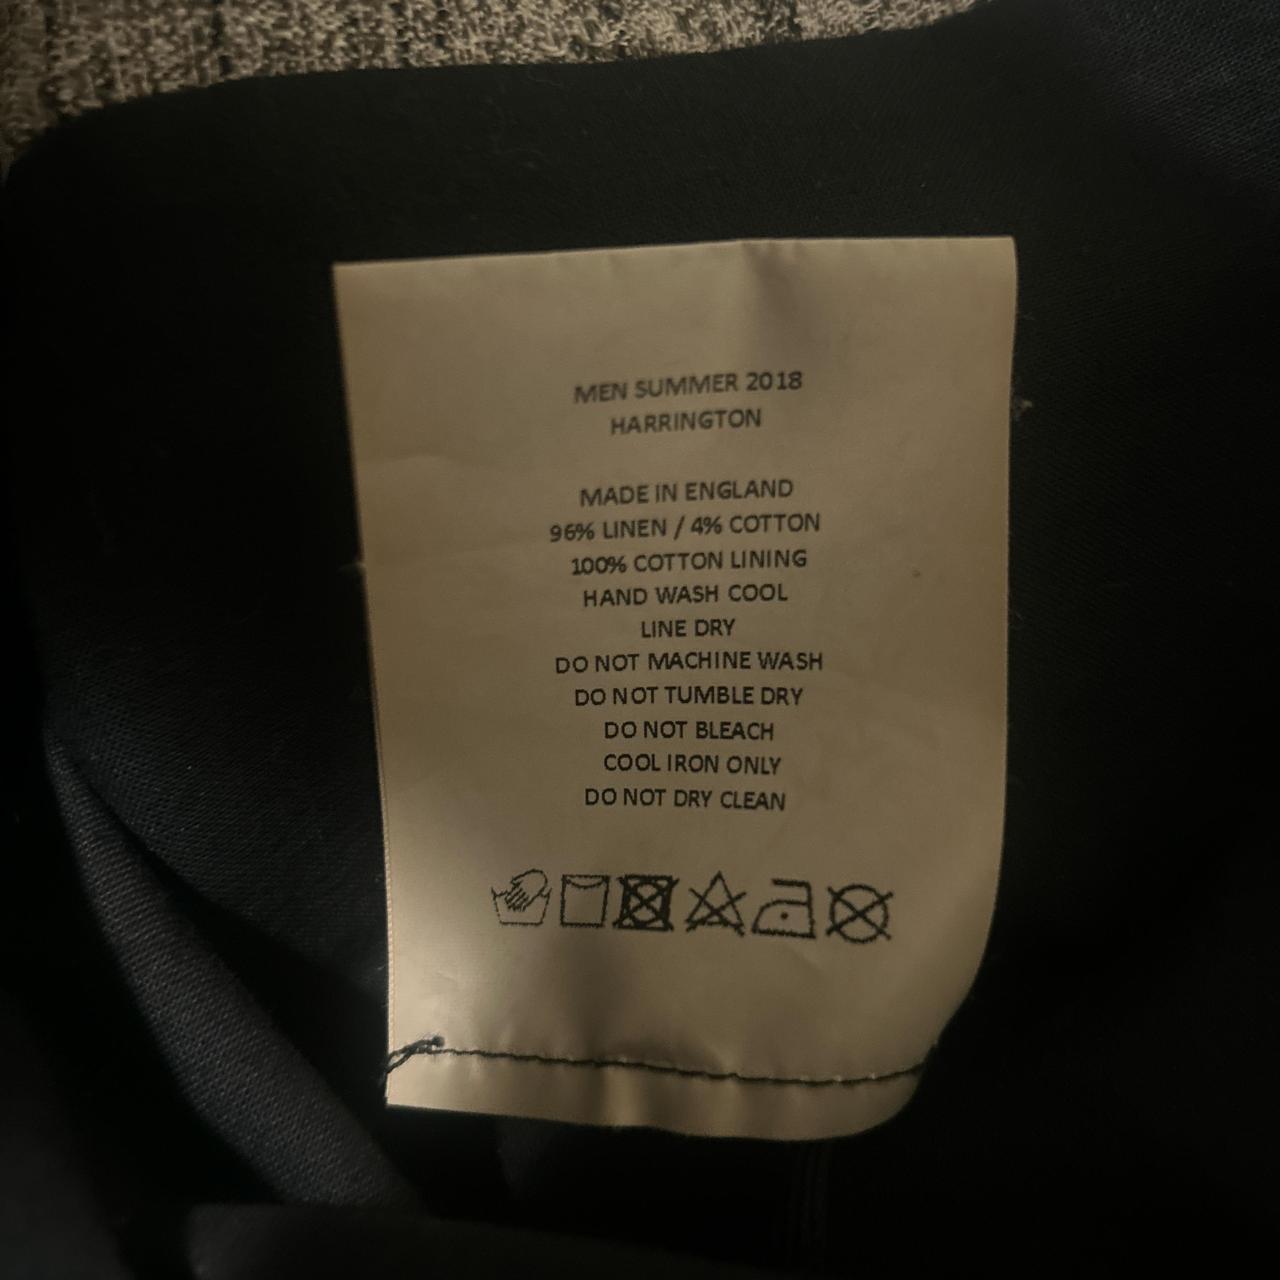 MEN SUMMER 2018
HARRINGTON
MADE IN ENGLAND
96% LINEN / 4% COTTON
100% COTTON LINING
HAND WASH COOL
LINE DRY
DO NOT MACHINE WASH
DO NOT TUMBLE DRY
DO NOT BLEACH
COOL IRON ONLY
DO NOT DRY CLEAN